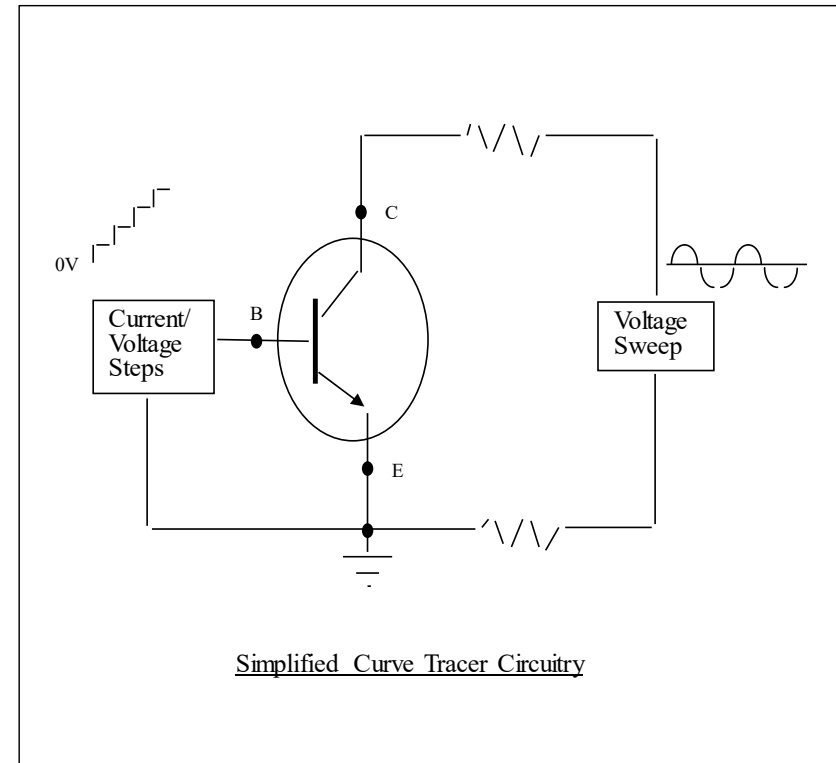 C
0V
B
Current/
Voltage
Steps
Voltage
Sweep
E
Simplified Curve Tracer Circuitry